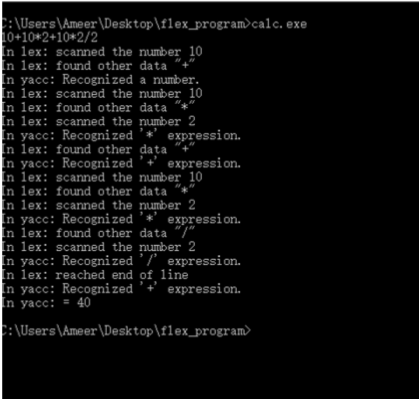 C:\Users\Ameer\Desktop\flex_program>calc.exe
10+10*2+10*2/2
In lex: scanned the number 10
In lex: found other data "+"
In yacc: Recognized a number.
In lex: scanned the number 10
In lex: found other data "*"
In lex: scanned the number 2
In yacc: Recognized '*' expression.
In lex: found other data "+"
In yacc: Recognized '+' expression.
In lex: scanned the number 10
In lex: found other data "*"
In lex: scanned the number 2
In yacc: Recognized '*' expression.
In lex: found other data "/"
In lex: scanned the number 2
In yacc: Recognized '/' expression.
In lex: reached end of line
In yacc: Recognized '+' expression.
In yacc: = 40
C:\Users\Ameer\Desktop\flex_program>